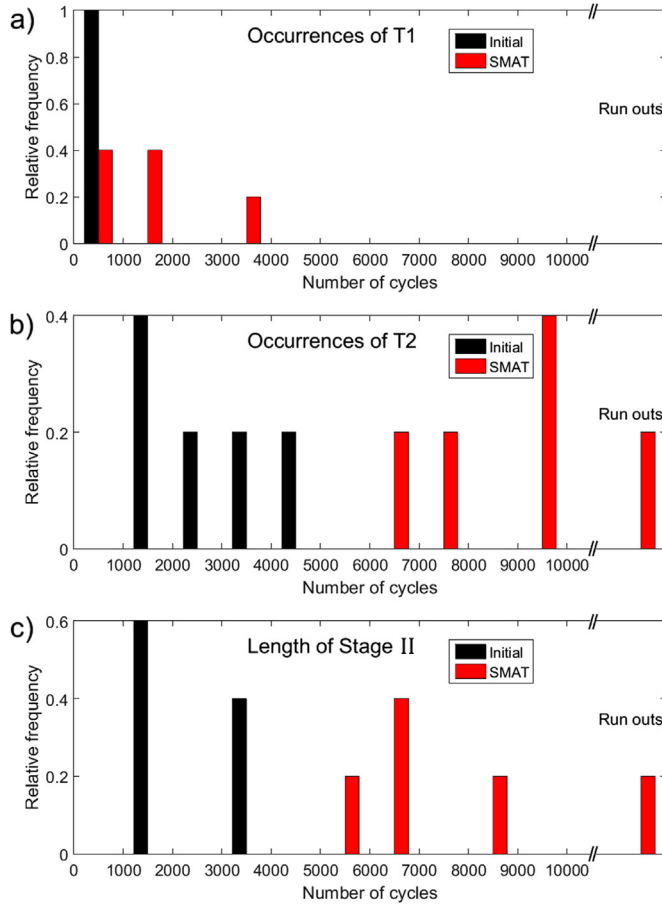 a)
Occurrences of T1
Initial
SMAT
Run outs
Relative frequency
1
0.8
0.6
0.4
0.2
0
0 1000 2000 3000 4000 5000 6000 7000 8000 9000 10000
Number of cycles
b)
Occurrences of T2
Initial
SMAT
Run outs
Relative frequency
0.4
0.2
0
0 1000 2000 3000 4000 5000 6000 7000 8000 9000 10000
Number of cycles
c)
Length of Stage II
Initial
SMAT
Run outs
Relative frequency
0.6
0.4
0.2
0
0 1000 2000 3000 4000 5000 6000 7000 8000 9000 10000
Number of cycles